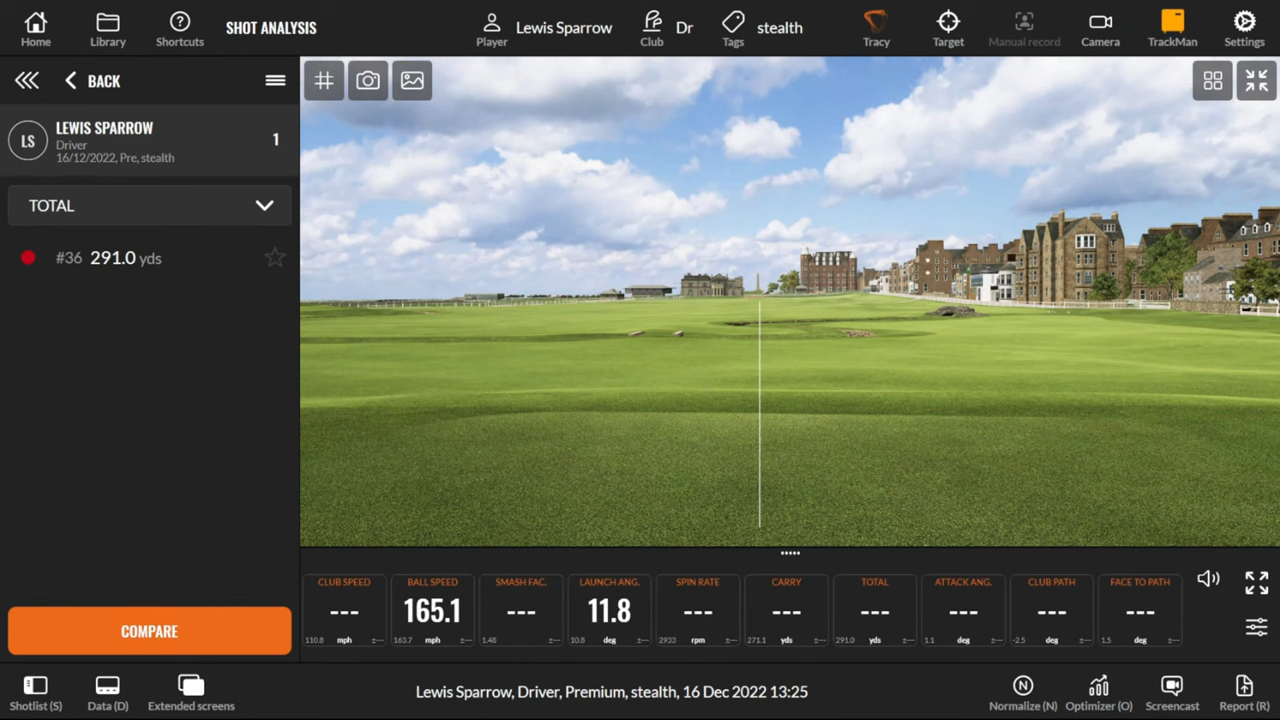 Home
Library
Shortcuts
SHOT ANALYSIS
Player
Lewis Sparrow
Club
Dr
Tags
stealth
Tracy
Target
Manual record
Camera
TrackMan
Settings
BACK
LS
LEWIS SPARROW
Driver
16/12/2022, Pre, stealth
1
TOTAL
#36 291.0 yds
COMPARE
CLUB SPEED
---
110.8 mph ±---
BALL SPEED
165.1
163.7 mph ±---
SMASH FAC.
---
1.48 ±---
LAUNCH ANG.
11.8
10.8 deg ±---
SPIN RATE
---
2933 rpm ±---
CARRY
---
271.1 yds ±---
TOTAL
---
291.0 yds ±---
ATTACK ANG.
---
1.1 deg ±---
CLUB PATH
---
-2.5 deg ±---
FACE TO PATH
---
1.5 deg ±---
Shotlist (S)
Data (D)
Extended screens
Lewis Sparrow, Driver, Premium, stealth, 16 Dec 2022 13:25
N
Normalize (N)
Optimizer (O)
Screencast
Report (R)